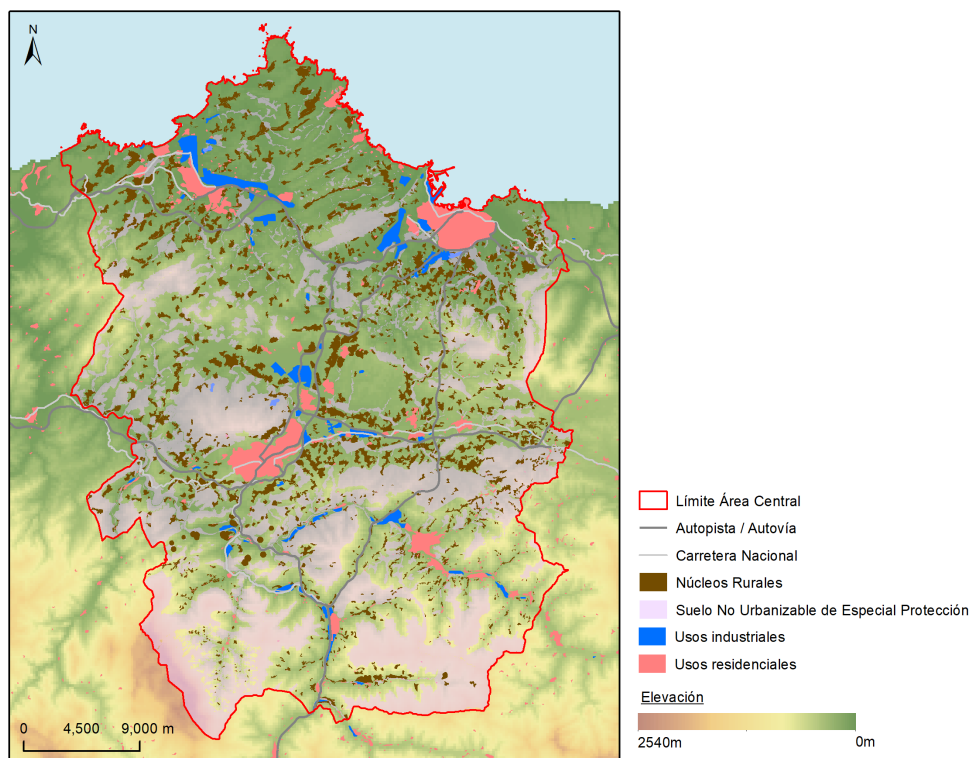 N
0 4,500 9,000 m
Límite Área Central
Autopista / Autovía
Carretera Nacional
Núcleos Rurales
Suelo No Urbanizable de Especial Protección
Usos industriales
Usos residenciales
Elevación
2540m 0m